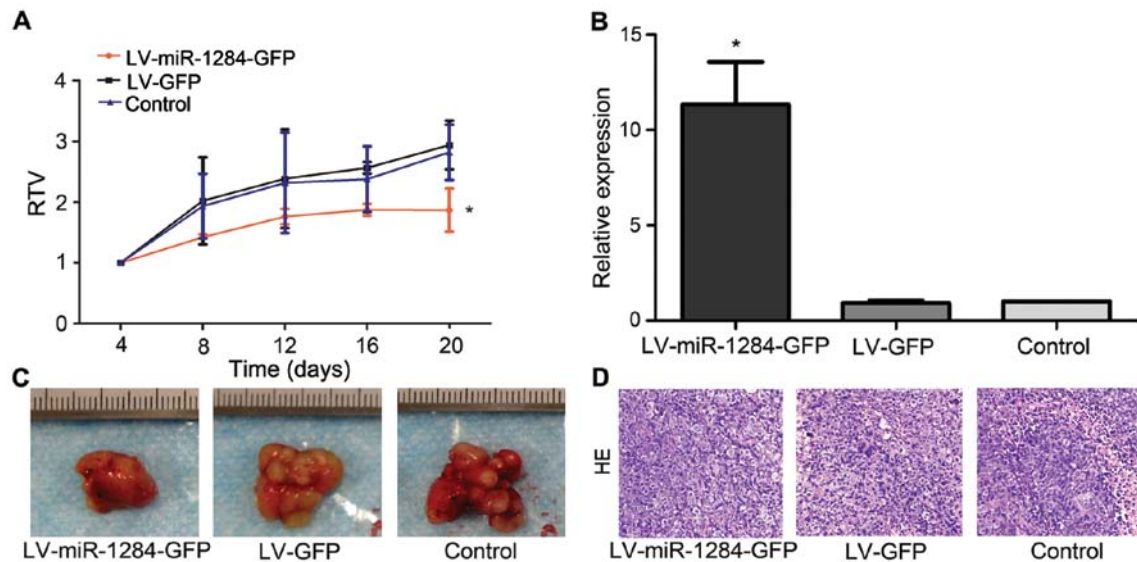 A
LV-miR-1284-GFP
LV-GFP
Control
4
3
2
1
0
RTV
*
4 8 12 16 20
Time (days)
B
15
10
5
0
Relative expression
*
LV-miR-1284-GFP LV-GFP Control
C
LV-miR-1284-GFP LV-GFP Control
D
HE
LV-miR-1284-GFP LV-GFP Control